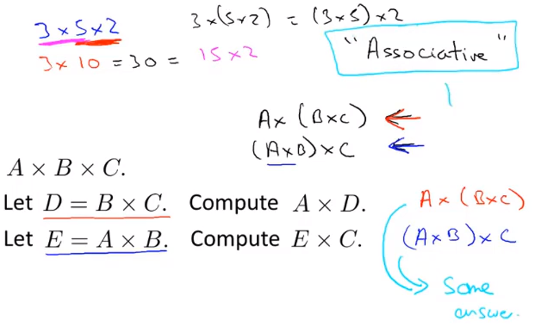 3 × 5 × 2
3 × (5 × 2) = (3 × 5) × 2
3 × 10 = 30 = 15 × 2
"Associative"
A × (B × C)
(A × B) × C
A × B × C.
Let D = B × C. Compute A × D.
Let E = A × B. Compute E × C.
A × (B × C)
(A × B) × C
Same
answer.